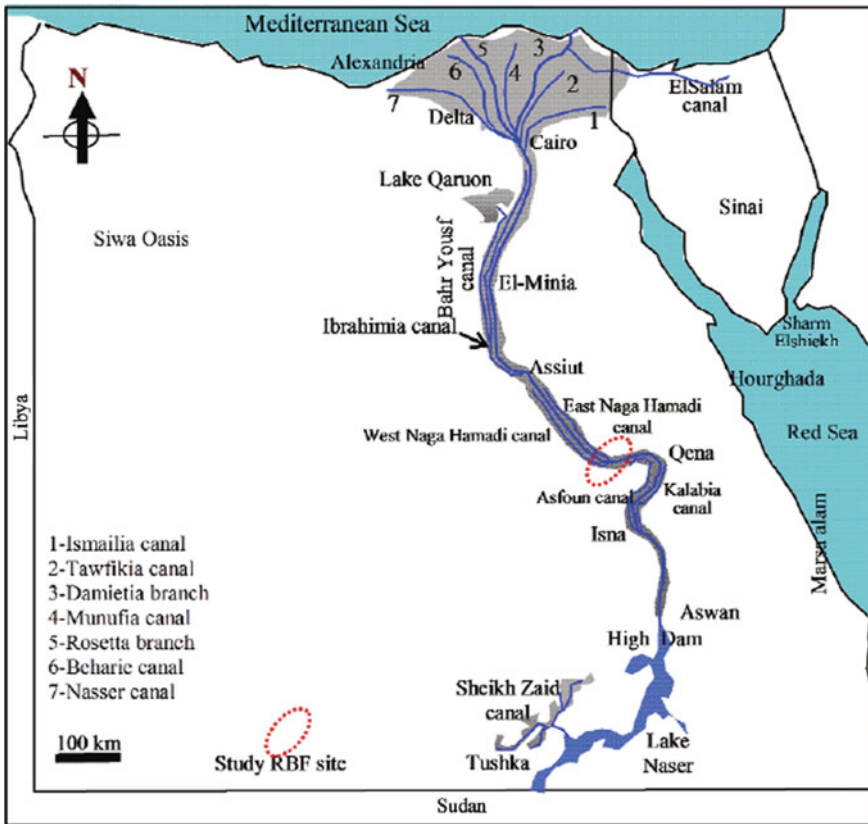 Mediterranean Sea
Alexandria
N
5
3
6
4
2
7
1
ElSalam
canal
Delta
Cairo
Lake Qaruon
Sinai
Siwa Oasis
Bahr Yousf
canal
El-Minia
Ibrahimia canal
Sharm
Elshiekh
Assiut
Hourghada
Libya
East Naga Hamadi
canal
West Naga Hamadi canal
Red Sea
Qena
Asfoun canal
Kalabia
canal
Isna
Marsa alam
1-Ismailia canal
2-Tawfikia canal
3-Damietia branch
4-Munufia canal
5-Rosetta branch
6-Beharie canal
7-Nasser canal
Aswan
High Dam
Sheikh Zaid
canal
100 km
Study RBF site
Tushka
Lake
Naser
Sudan